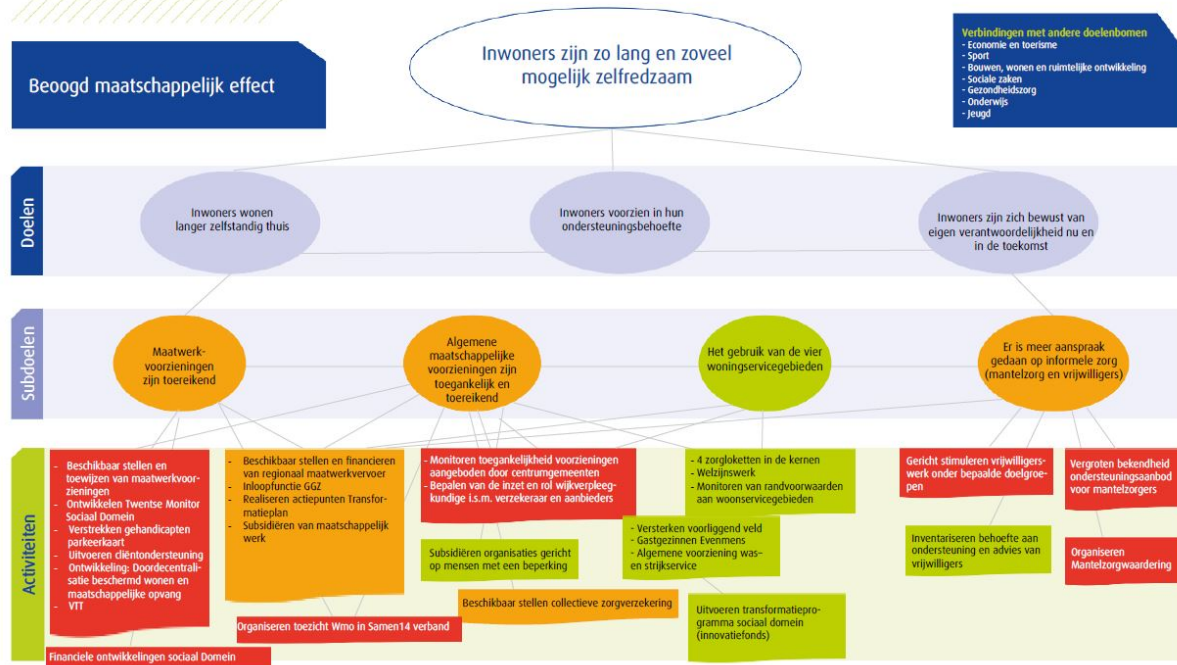 Beoogd maatschappelijk effect
Inwoners zijn zo lang en zoveel
mogelijk zelfredzaam
Verbindingen met andere doelenbomen
- Economie en toerisme
- Sport
- Bouwen, wonen en ruimtelijke ontwikkeling
- Sociale zaken
- Gezondheidszorg
- Onderwijs
- Jeugd
Doelen
Inwoners wonen
langer zelfstandig thuis
Inwoners voorzien in hun
ondersteuningsbehoefte
Inwoners zijn zich bewust van
eigen verantwoordelijkheid nu en
in de toekomst
Subdoelen
Maatwerk-
voorzieningen
zijn toereikend
Algemene
maatschappelijke
voorzieningen zijn
toegankelijk en
toereikend
Het gebruik van de vier
woningservicegebieden
Er is meer aanspraak
gedaan op informele zorg
(mantelzorg en vrijwilligers)
Activiteiten
- Beschikbaar stellen en
toewijzen van maatwerkvoor-
zieningen
- Ontwikkelen Twentse Monitor
Sociaal Domein
- Verstrekken gehandicapten
parkeerkaart
- Uitvoeren cliëntondersteuning
- Ontwikkeling: Doordecentrali-
satie beschermd wonen en
maatschappelijke opvang
- VTT
Financiele ontwikkelingen sociaal Domein
- Beschikbaar stellen en financieren
van regionaal maatwerkvervoer
- Inloopfunctie GGZ
- Realiseren actiepunten Transfor-
matieplan
- Subsidiëren van maatschappelijk
werk
Organiseren toezicht Wmo in Samen14 verband
- Monitoren toegankelijkheid voorzieningen
aangeboden door centrumgemeenten
- Bepalen van de inzet en rol wijkverpleeg-
kundige i.s.m. verzekeraar en aanbieders
Subsidiëren organisaties gericht
op mensen met een beperking
Beschikbaar stellen collectieve zorgverzekering
- 4 zorgloketten in de kernen
- Welzijnswerk
- Monitoren van randvoorwaarden
aan woonservicegebieden
- Versterken voorliggend veld
- Gastgezinnen Evenmens
- Algemene voorziening was–
en strijkservice
Uitvoeren transformatiepro-
gramma sociaal domein
(innovatiefonds)
Gericht stimuleren vrijwilligers-
werk onder bepaalde doelgroe-
pen
Inventariseren behoefte aan
ondersteuning en advies van
vrijwilligers
Vergroten bekendheid
ondersteuningsaanbod
voor mantelzorgers
Organiseren
Mantelzorgwaardering